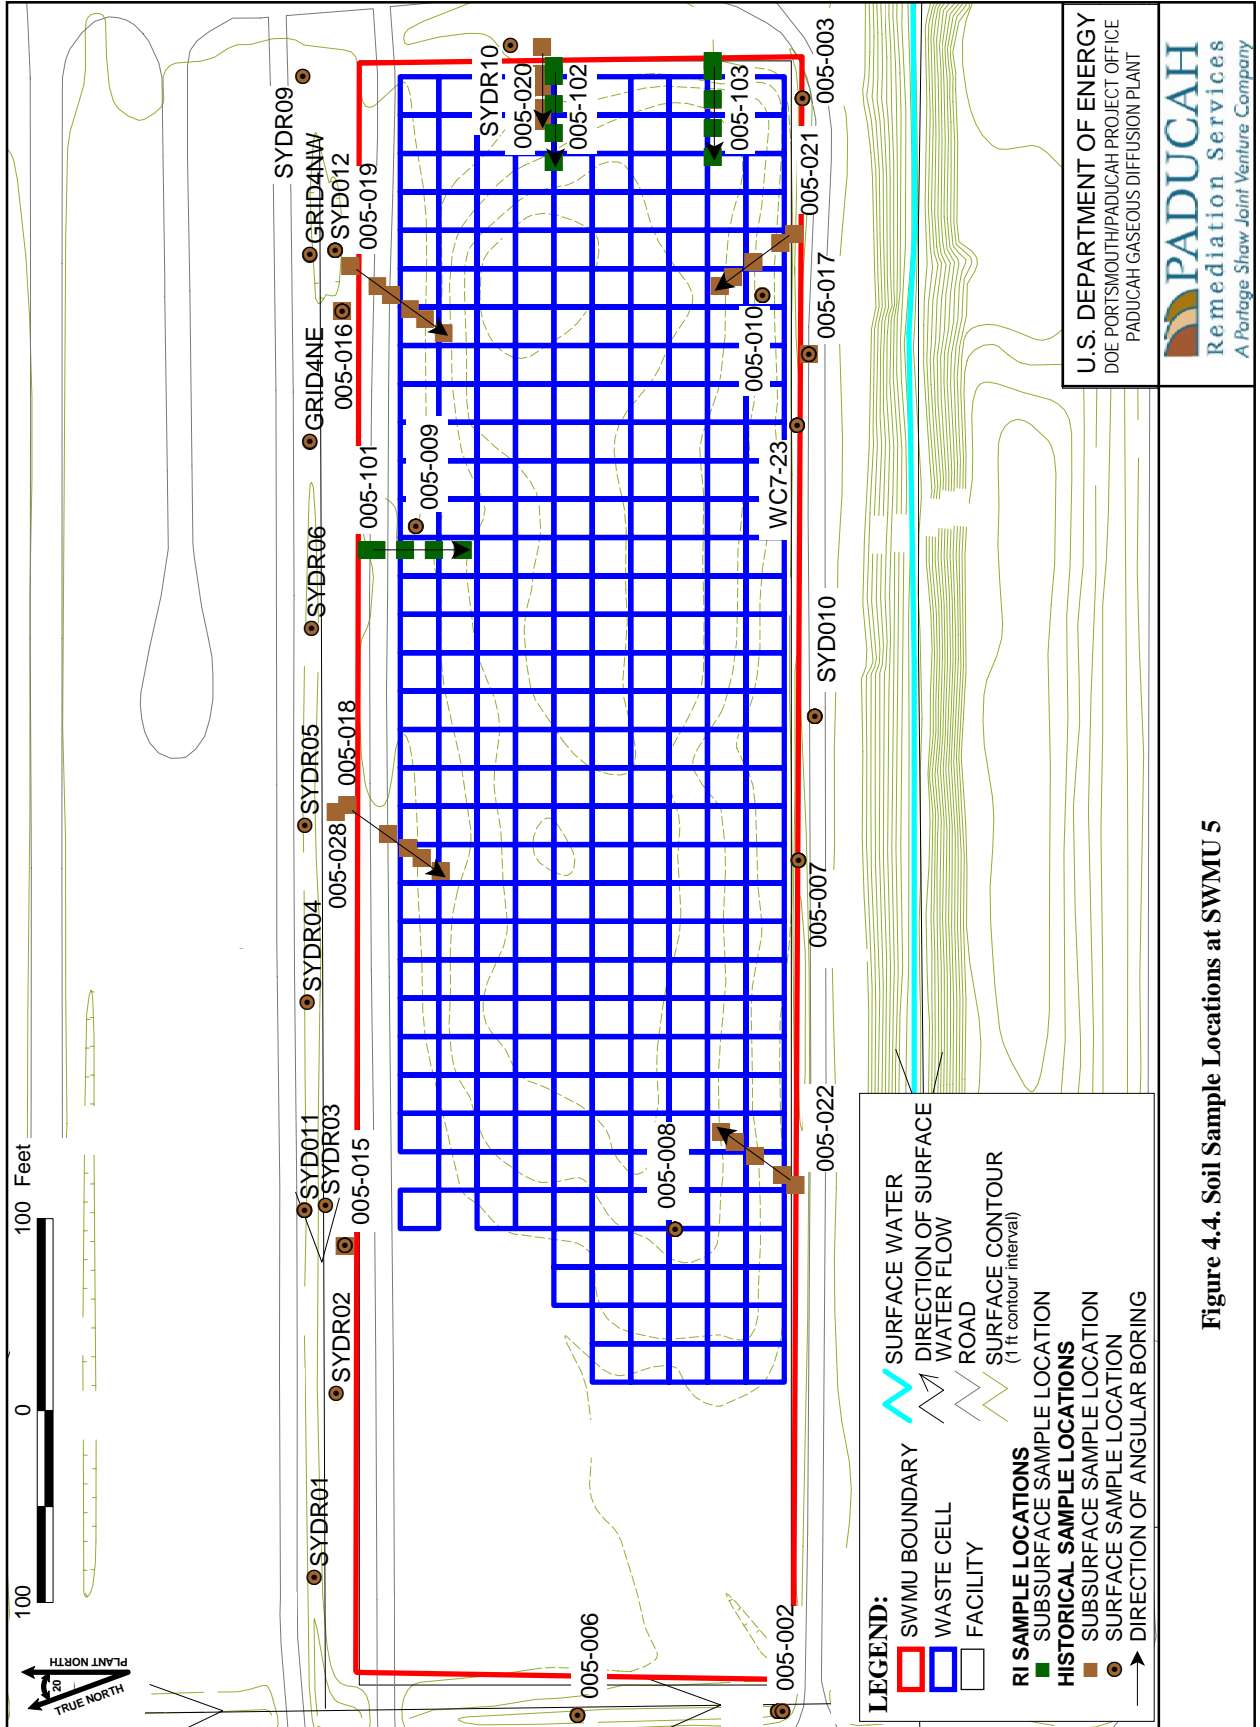 100 0 100 Feet
PLANT NORTH
TRUE NORTH
20
SYDR01
SYDR02
SYD011
SYDR03
005-015
SYDR04
SYDR05
005-028
005-018
SYDR06
005-101
005-009
GRID4NE
005-016
GRID4NW
SYD012
005-019
SYDR09
SYDR10
005-020
005-102
005-103
005-003
005-021
005-017
005-010
WC7-23
SYD010
005-007
005-022
005-008
005-006
005-002
LEGEND:
SWMU BOUNDARY
WASTE CELL
FACILITY
SURFACE WATER
DIRECTION OF SURFACE
WATER FLOW
ROAD
SURFACE CONTOUR
(1 ft contour interval)
RI SAMPLE LOCATIONS
SUBSURFACE SAMPLE LOCATION
HISTORICAL SAMPLE LOCATIONS
SUBSURFACE SAMPLE LOCATION
SURFACE SAMPLE LOCATION
DIRECTION OF ANGULAR BORING
U.S. DEPARTMENT OF ENERGY
DOE PORTSMOUTH/PADUCAH PROJECT OFFICE
PADUCAH GASEOUS DIFFUSION PLANT
PADUCAH
Remediation Services
A Portage Shaw Joint Venture Company
Figure 4.4. Soil Sample Locations at SWMU 5